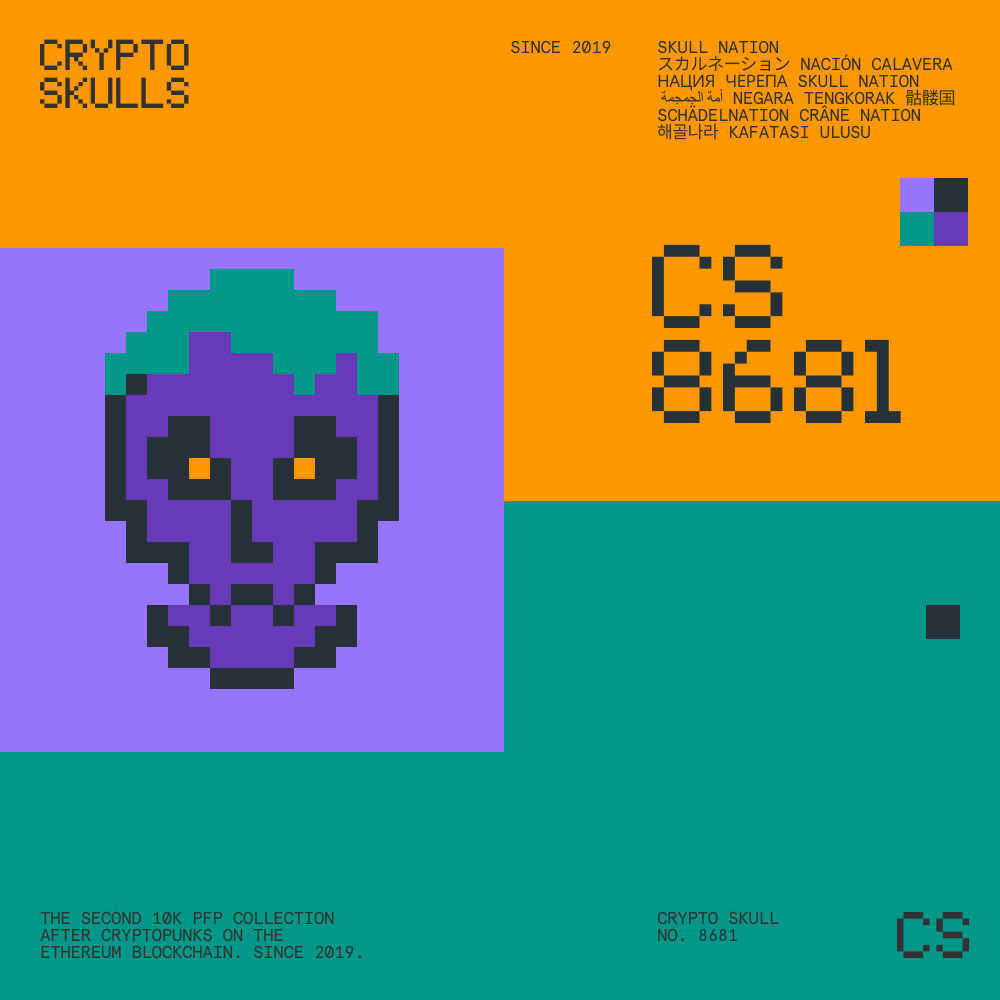 CRYPTO
SKULLS
SINCE 2019
SKULL NATION
スカルネーション NACIÓN CALAVERA
НАЦИЯ ЧЕРЕПА SKULL NATION
أمة الجمجمة NEGARA TENGKORAK 骷髅国
SCHÄDELNATION CRÂNE NATION
해골나라 KAFATASI ULUSU
CS
8681
THE SECOND 10K PFP COLLECTION
AFTER CRYPTOPUNKS ON THE
ETHEREUM BLOCKCHAIN. SINCE 2019.
CRYPTO SKULL
NO. 8681
CS